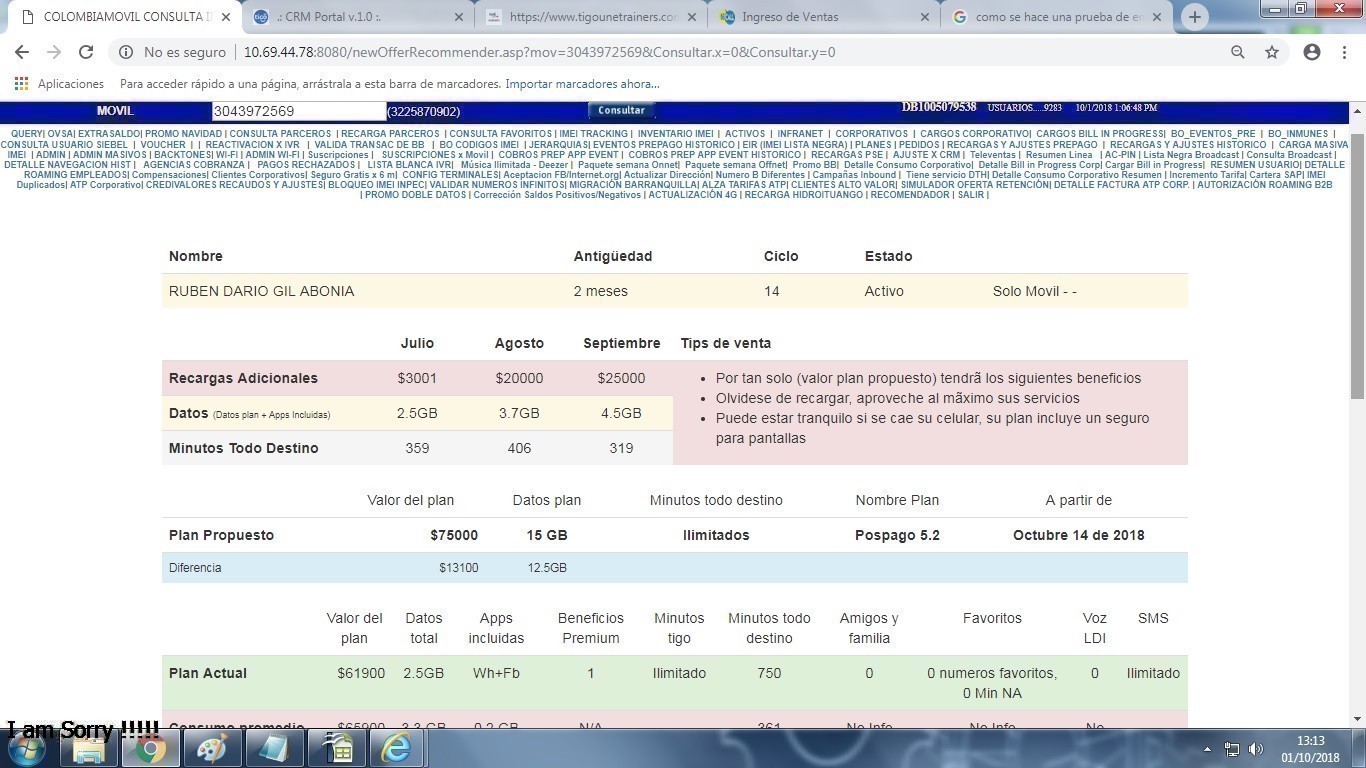 COLOMBIAMOVIL CONSULTA I
.: CRM Portal v.1.0 :.
https://www.tigounetrainers.con
Ingreso de Ventas
como se hace una prueba de en
No es seguro | 10.69.44.78:8080/newOfferRecommender.asp?mov=3043972569&Consultar.x=0&Consultar.y=0
Aplicaciones Para acceder rápido a una página, arrástrala a esta barra de marcadores. Importar marcadores ahora...
MOVIL 3043972569 (3225870902) Consultar DB1005079538 USUARIOS.....9283 10/1/2018 1:06:48 PM
QUERY| OVSA| EXTRASALDO| PROMO NAVIDAD | CONSULTA PARCEROS | RECARGA PARCEROS | CONSULTA FAVORITOS | IMEI TRACKING | INVENTARIO IMEI | ACTIVOS | INFRANET | CORPORATIVOS | CARGOS CORPORATIVO| CARGOS BILL IN PROGRESS| BO_EVENTOS_PRE | BO_INMUNES |
CONSULTA USUARIO SIEBEL | VOUCHER | | REACTIVACION X IVR | VALIDA TRANSAC DE BB | BO CODIGOS IMEI | JERARQUIAS| EVENTOS PREPAGO HISTORICO | EIR (IMEI LISTA NEGRA) | PLANES | PEDIDOS | RECARGAS Y AJUSTES PREPAGO | RECARGAS Y AJUSTES HISTORICO | CARGA MASIVA
IMEI | ADMIN | ADMIN MASIVOS | BACKTONES| WI-FI | ADMIN WI-FI | Suscripciones | SUSCRIPCIONES x Movil | COBROS PREP APP EVENT | COBROS PREP APP EVENT HISTORICO | RECARGAS PSE | AJUSTE X CRM | Televentas | Resumen Linea | AC-PIN | Lista Negra Broadcast | Consulta Broadcast |
DETALLE NAVEGACION HIST | AGENCIAS COBRANZA | PAGOS RECHAZADOS | LISTA BLANCA IVR| Música Ilimitada - Deezer | Paquete semana Onnet| Paquete semana Offnet| Promo BB| Detalle Consumo Corporativo| Detalle Bill in Progress Corp| Cargar Bill in Progress| RESUMEN USUARIO| DETALLE
ROAMING EMPLEADOS| Compensaciones| Clientes Corporativos| Seguro Gratis x 6 m| CONFIG TERMINALES| Aceptacion FB/Internet.org| Actualizar Dirección| Numero B Diferentes | Campañas Inbound | Tiene servicio DTH| Detalle Consumo Corporativo Resumen | Incremento Tarifa| Cartera SAP| IMEI
Duplicados| ATP Corporativo| CREDIVALORES RECAUDOS Y AJUSTES| BLOQUEO IMEI INPEC| VALIDAR NUMEROS INFINITOS| MIGRACIÓN BARRANQUILLA| ALZA TARIFAS ATP| CLIENTES ALTO VALOR| SIMULADOR OFERTA RETENCIÓN| DETALLE FACTURA ATP CORP. | AUTORIZACIÓN ROAMING B2B
| PROMO DOBLE DATOS | Corrección Saldos Positivos/Negativos | ACTUALIZACIÓN 4G | RECARGA HIDROITUANGO | RECOMENDADOR | SALIR |
Nombre Antigüedad Ciclo Estado
RUBEN DARIO GIL ABONIA 2 meses 14 Activo Solo Movil - -
Julio Agosto Septiembre Tips de venta
Recargas Adicionales $3001 $20000 $25000
Datos (Datos plan + Apps Incluidas) 2.5GB 3.7GB 4.5GB
Minutos Todo Destino 359 406 319
• Por tan solo (valor plan propuesto) tendrã los siguientes beneficios
• Olvidese de recargar, aproveche al mãximo sus servicios
• Puede estar tranquilo si se cae su celular, su plan incluye un seguro
para pantallas
Valor del plan Datos plan Minutos todo destino Nombre Plan A partir de
Plan Propuesto $75000 15 GB Ilimitados Pospago 5.2 Octubre 14 de 2018
Diferencia $13100 12.5GB
Valor del plan Datos total Apps incluidas Beneficios Premium Minutos tigo Minutos todo destino Amigos y familia Favoritos Voz LDI SMS
Plan Actual $61900 2.5GB Wh+Fb 1 Ilimitado 750 0 0 numeros favoritos, 0 Min NA 0 Ilimitado
Consumo promedio $65900 3.3 GB 0.2 GB N/A 361 No Info No Info No
I am Sorry !!!!!
13:13
01/10/2018